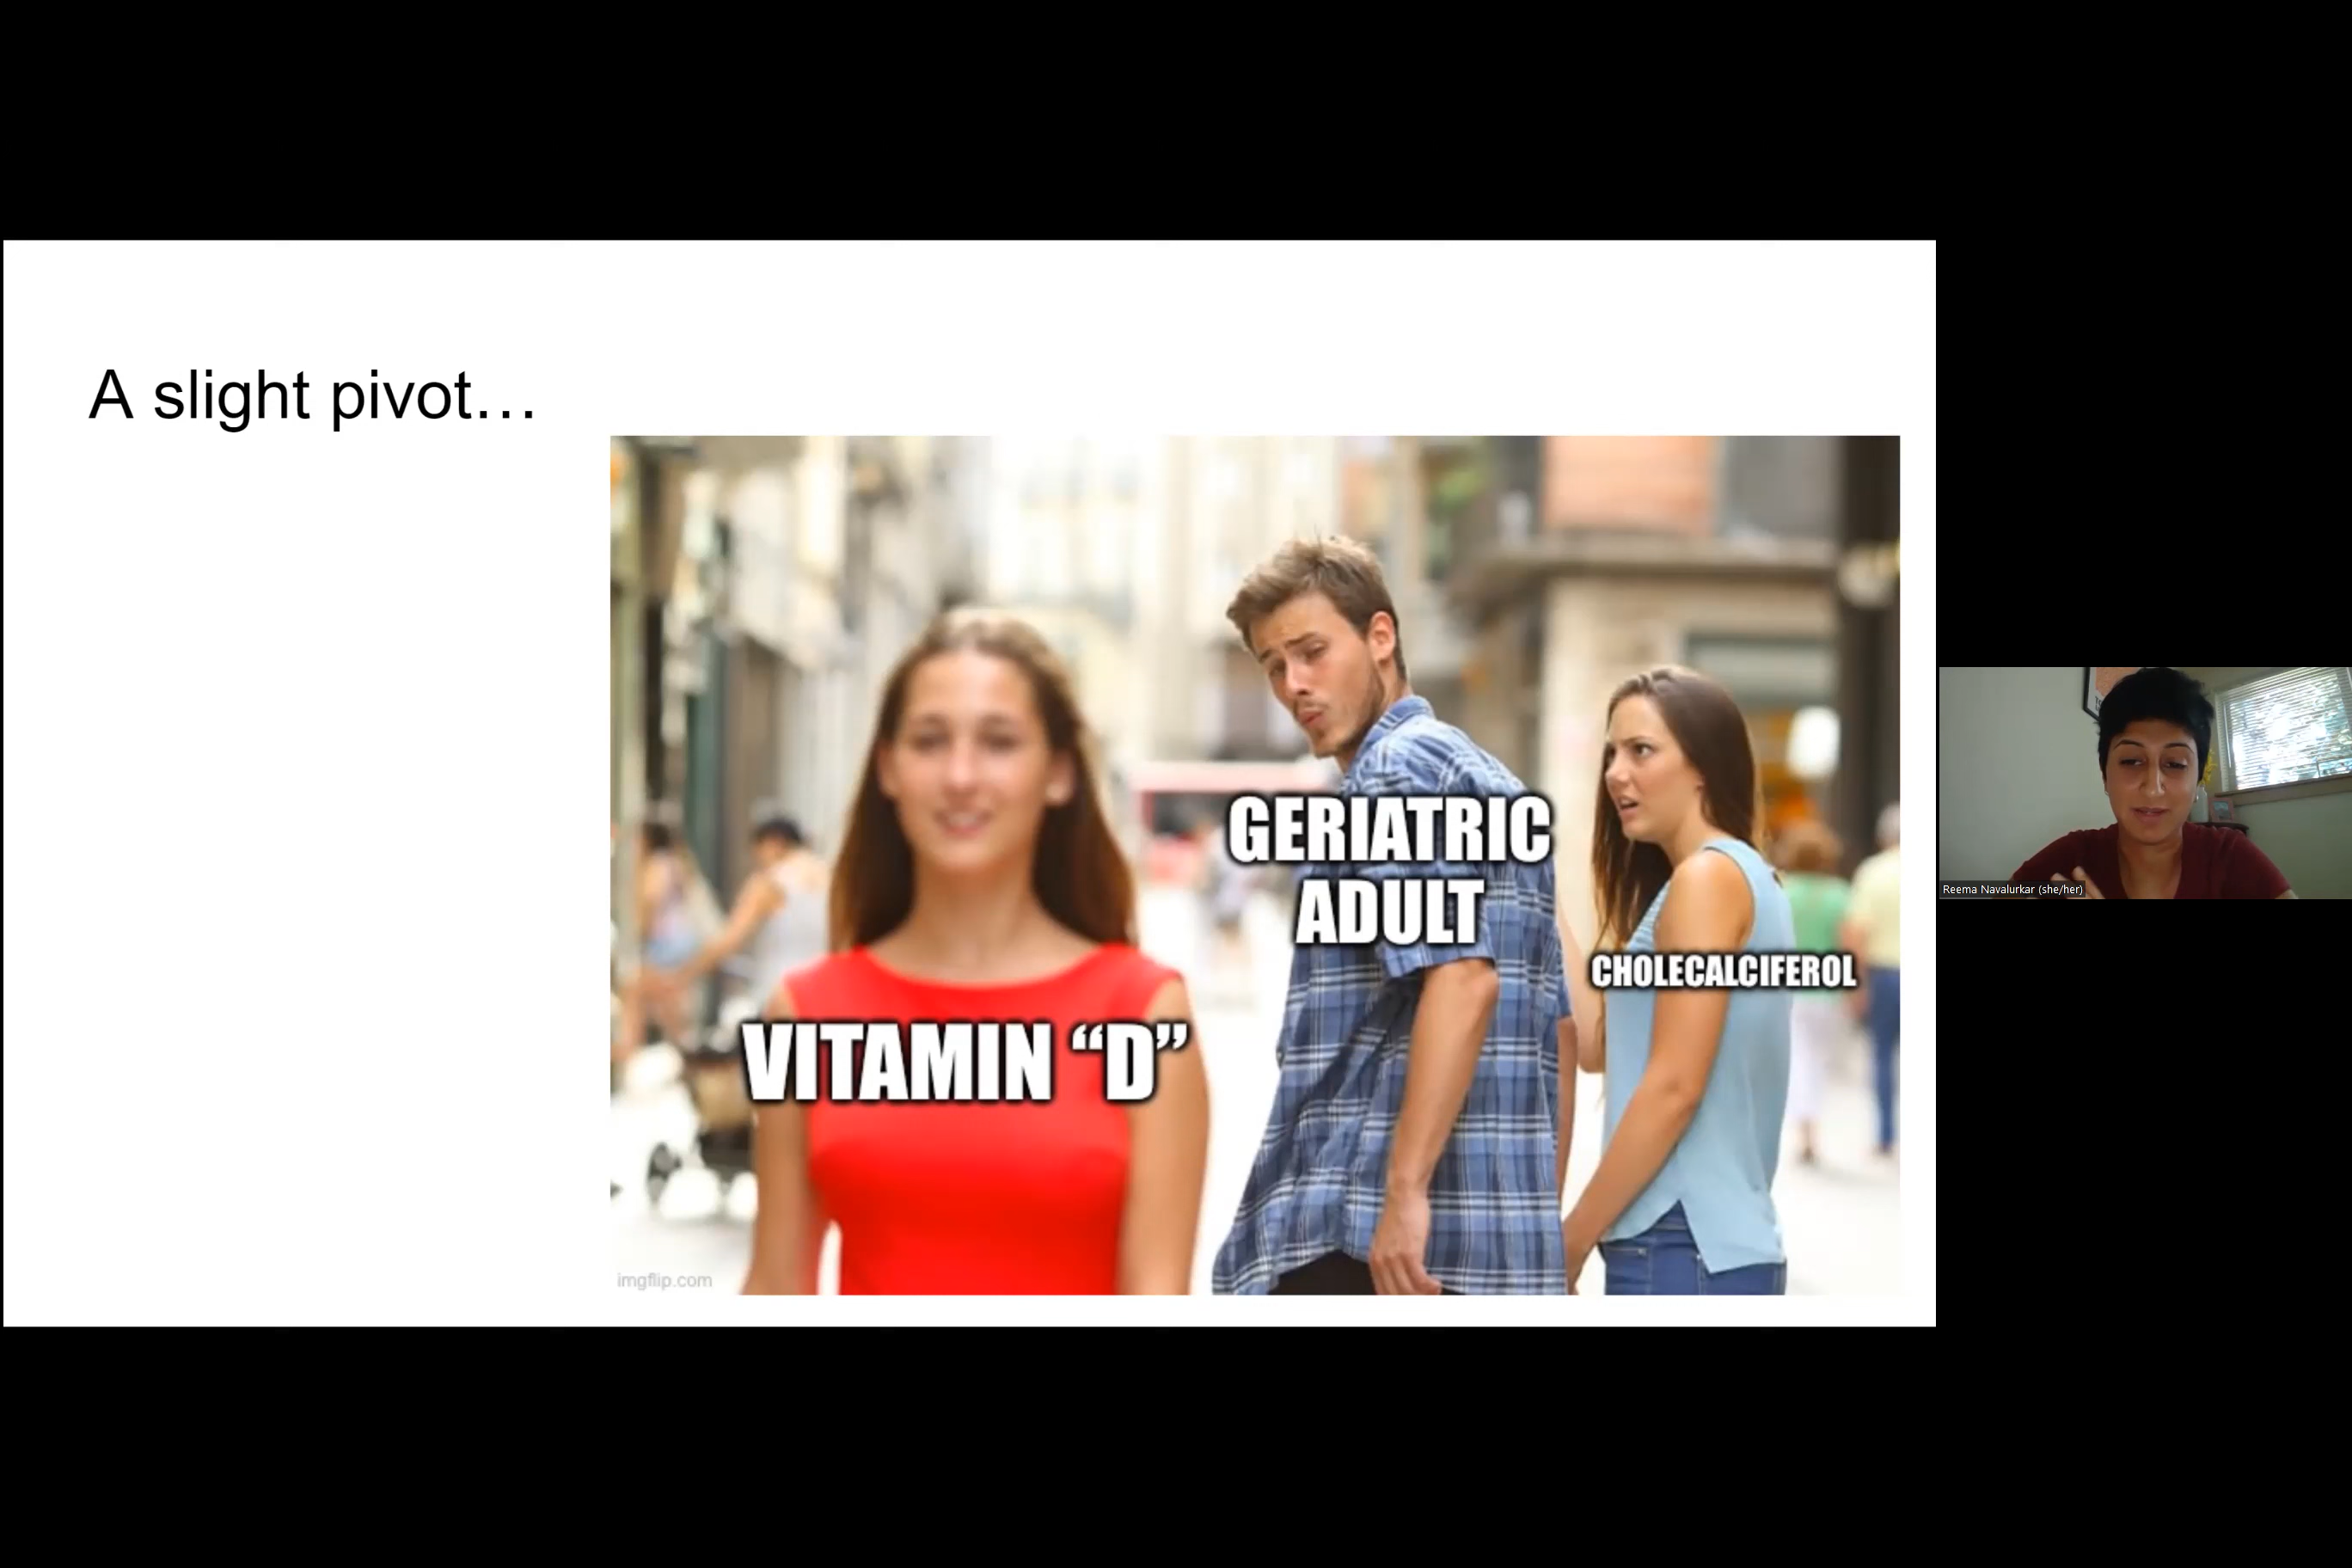 A slight pivot…
GERIATRIC
ADULT
CHOLECALCIFEROL
VITAMIN “D”
imgflip.com
Reema Navalurkar (she/her)